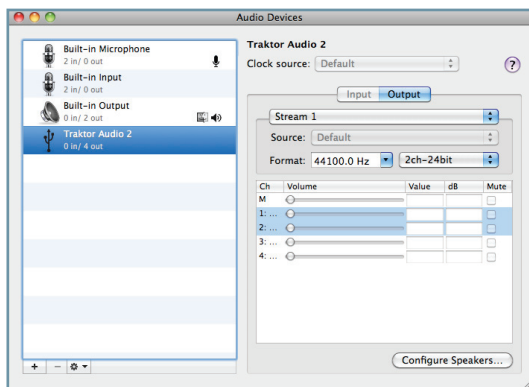 Audio Devices
Built-in Microphone
2 in/ 0 out
Built-in Input
2 in/ 0 out
Built-in Output
0 in/ 2 out
Traktor Audio 2
0 in/ 4 out
Traktor Audio 2
Clock source: Default
?
Input Output
Stream 1
Source: Default
Format: 44100.0 Hz 2ch-24bit
Ch Volume Value dB Mute
M
1: ...
2: ...
3: ...
4: ...
Configure Speakers...